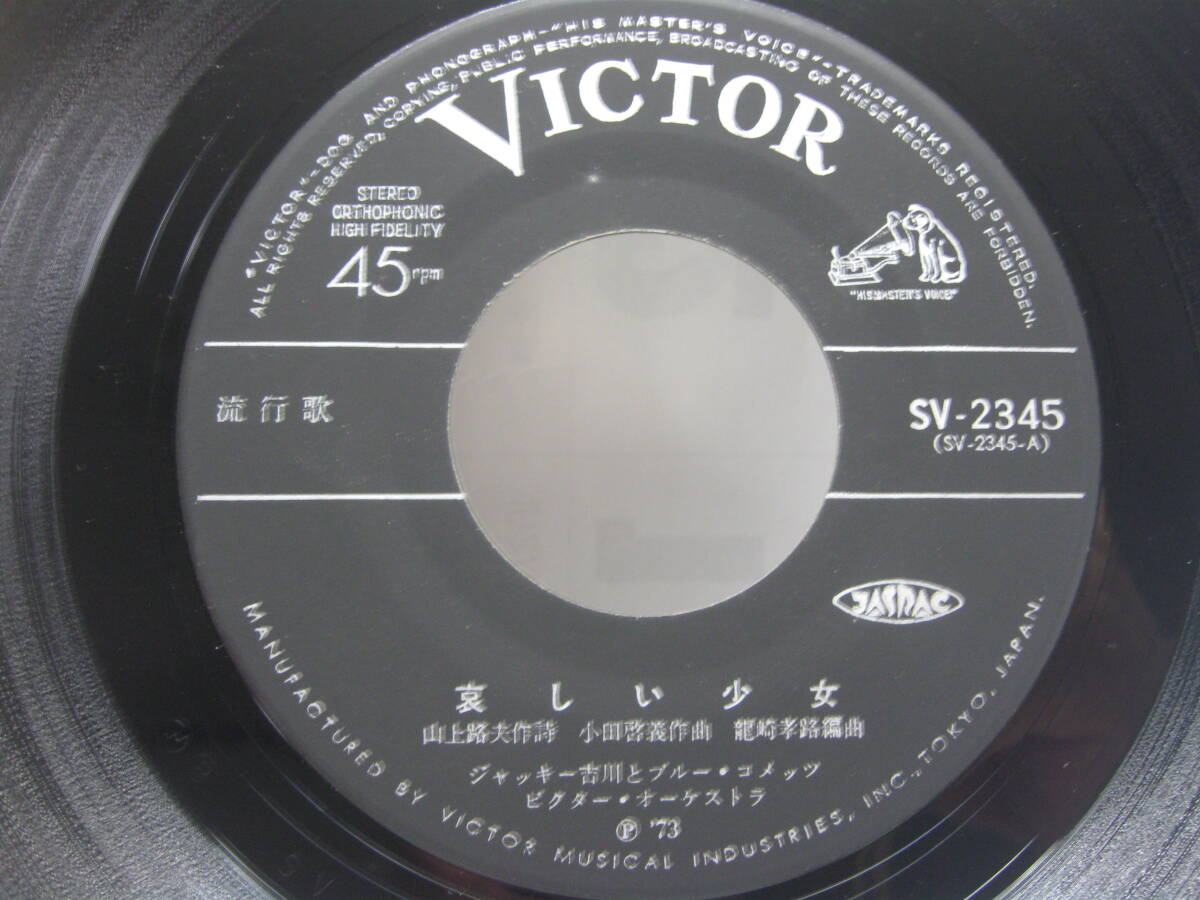 "VICTOR"-DOG AND PHONOGRAPH-"HIS MASTER'S VOICE"-TRADEMARKS REGISTERED.
ALL RIGHTS RESERVED, COPYING, PUBLIC PERFORMANCE, BROADCASTING OF THESE RECORDS ARE FORBIDDEN.
VICTOR
STEREO
ORTHOPHONIC
HIGH FIDELITY
45rpm
"HIS MASTER'S VOICE"
流行歌
SV-2345
(SV-2345-A)
JASRAC
哀しい少女
山上路夫作詩 小田啓義作曲 龍崎孝路編曲
ジャッキー吉川とブルー・コメッツ
ビクター・オーケストラ
Ⓟ '73
MANUFACTURED BY VICTOR MUSICAL INDUSTRIES, INC., TOKYO, JAPAN.